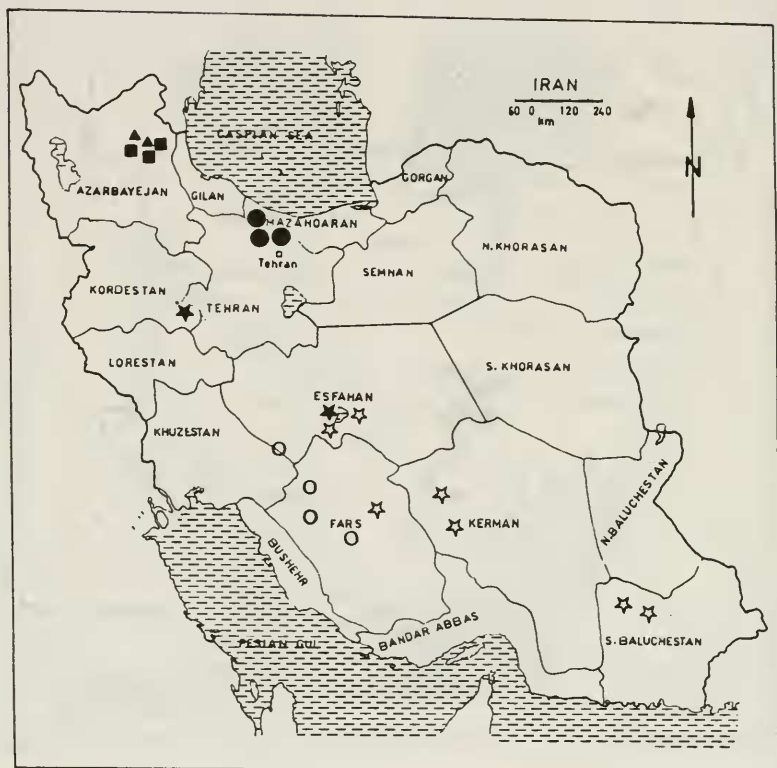 IRAN
60 0 120 240
km
N
CASPIAN SEA
GORGAN
AZARBAYEJAN
GILAN
MAZAHDARAN
Tehran
N.KHORASAN
SEMNAN
KORDESTAN
TEHRAN
LORESTAN
S. KHORASAN
ESFAHAN
KHUZESTAN
FARS
KERMAN
N.BALUCHESTAN
BUSHEHR
S.BALUCHESTAN
BANDAR ABBAS
PESIAN GUL